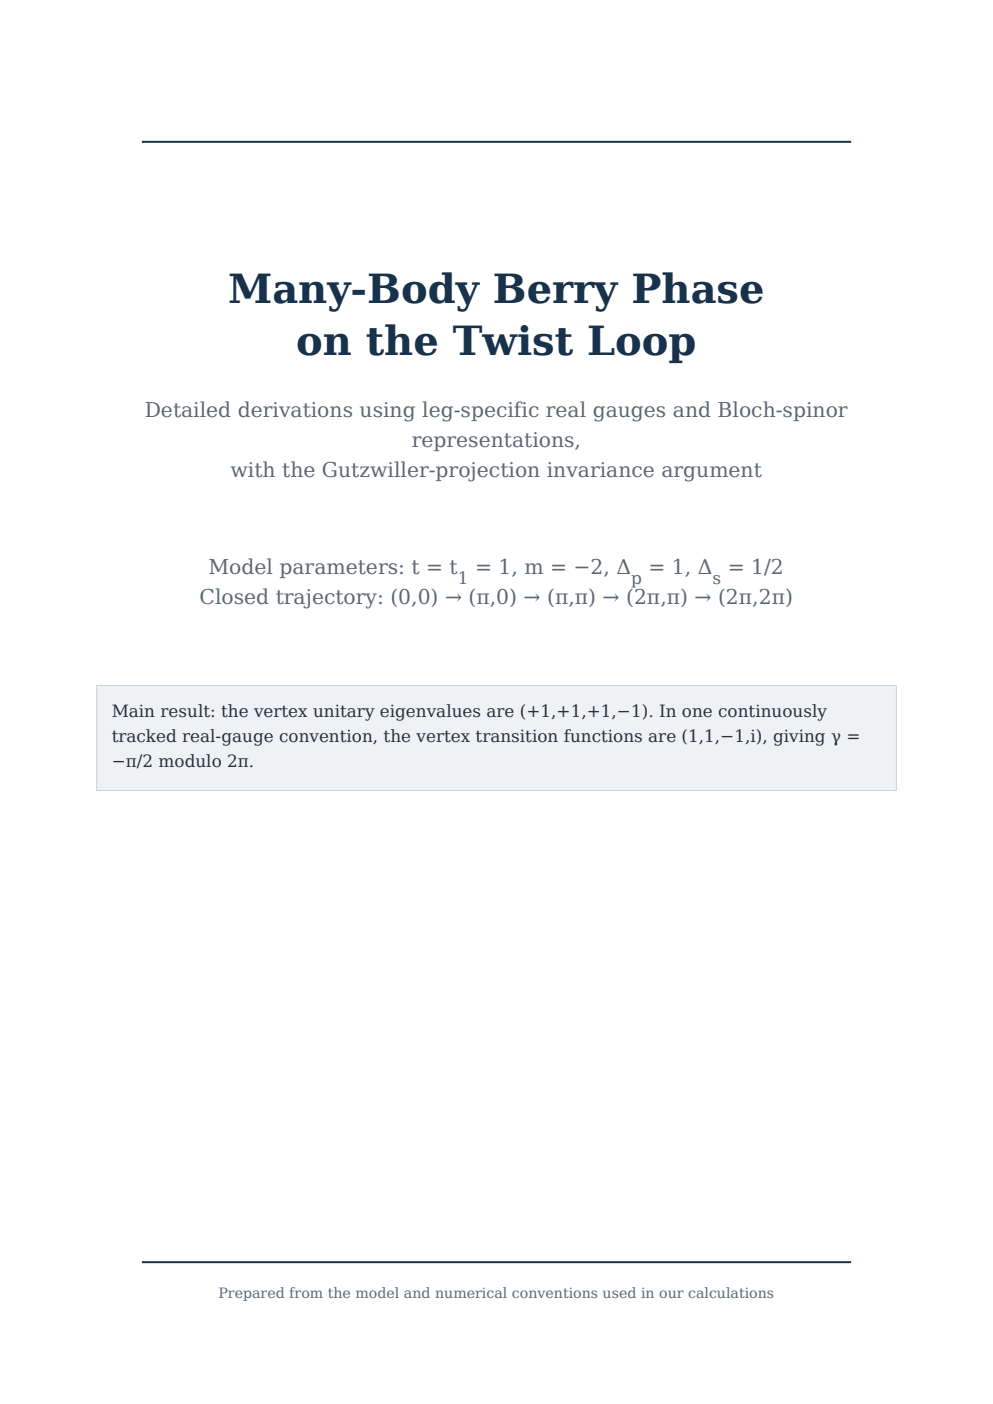 Many-Body Berry Phase
on the Twist Loop
Detailed derivations using leg-specific real gauges and Bloch-spinor
representations,
with the Gutzwiller-projection invariance argument
Model parameters: t = t₁ = 1, m = −2, Δₚ = 1, Δₛ = 1/2
Closed trajectory: (0,0) → (π,0) → (π,π) → (2π,π) → (2π,2π)
Main result: the vertex unitary eigenvalues are (+1,+1,+1,−1). In one continuously
tracked real-gauge convention, the vertex transition functions are (1,1,−1,i), giving γ =
−π/2 modulo 2π.
Prepared from the model and numerical conventions used in our calculations